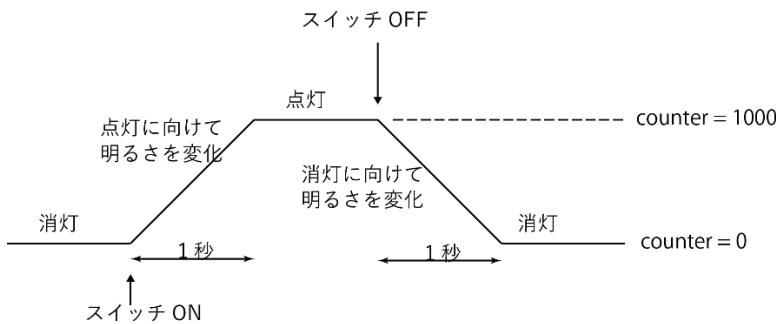 スイッチ OFF
点灯
counter = 1000
点灯に向けて
明るさを変化
消灯に向けて
明るさを変化
消灯
消灯
counter = 0
1 秒
1 秒
スイッチ ON